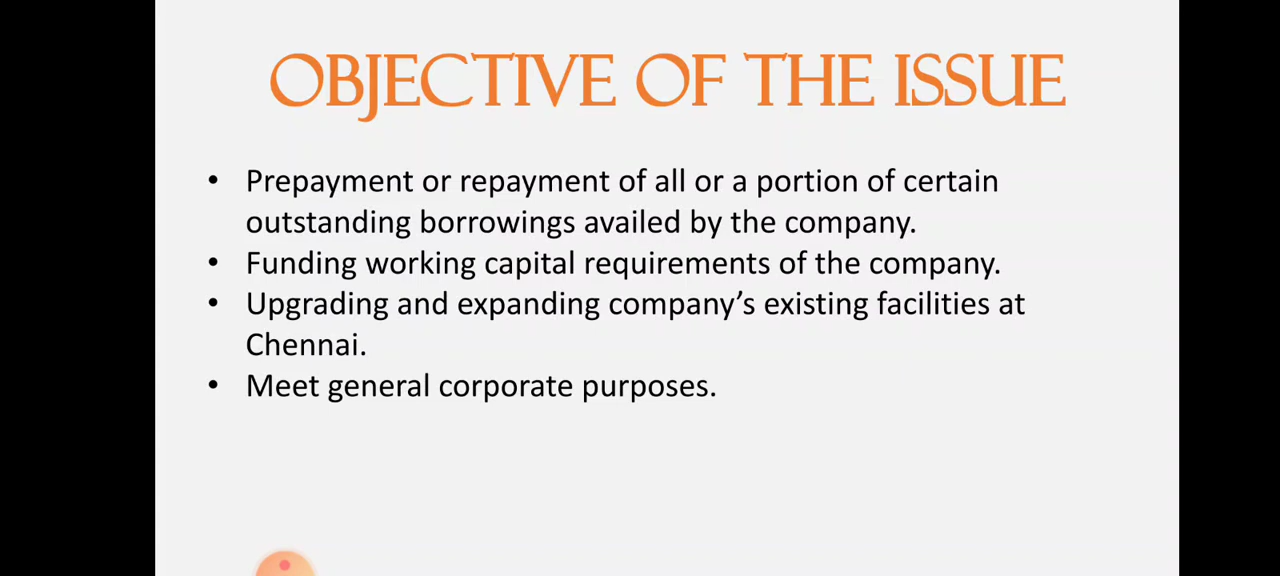 OBJECTIVE OF THE ISSUE
• Prepayment or repayment of all or a portion of certain
outstanding borrowings availed by the company.
• Funding working capital requirements of the company.
• Upgrading and expanding company’s existing facilities at
Chennai.
• Meet general corporate purposes.